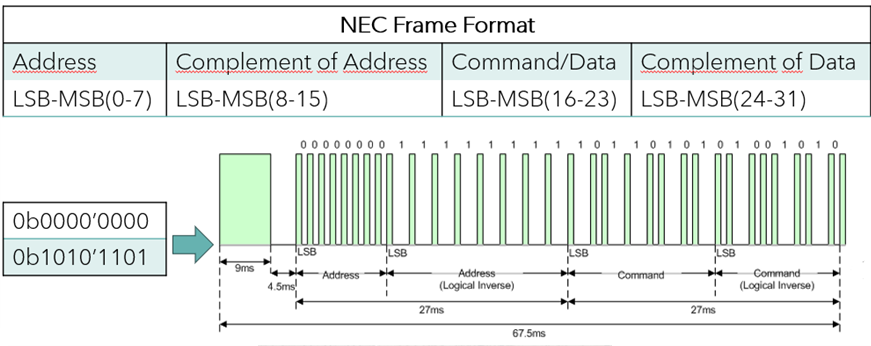 NEC Frame Format
Address Complement of Address Command/Data Complement of Data
LSB-MSB(0-7) LSB-MSB(8-15) LSB-MSB(16-23) LSB-MSB(24-31)
0 0 0 0 0 0 0 0 1 1 1 1 1 1 1 1 1 0 1 1 0 1 0 1 0 1 0 0 1 0 1 0
0b0000'0000
0b1010'1101
LSB LSB LSB LSB
9ms
4.5ms
Address Address Command Command
(Logical Inverse) (Logical Inverse)
27ms 27ms
67.5ms